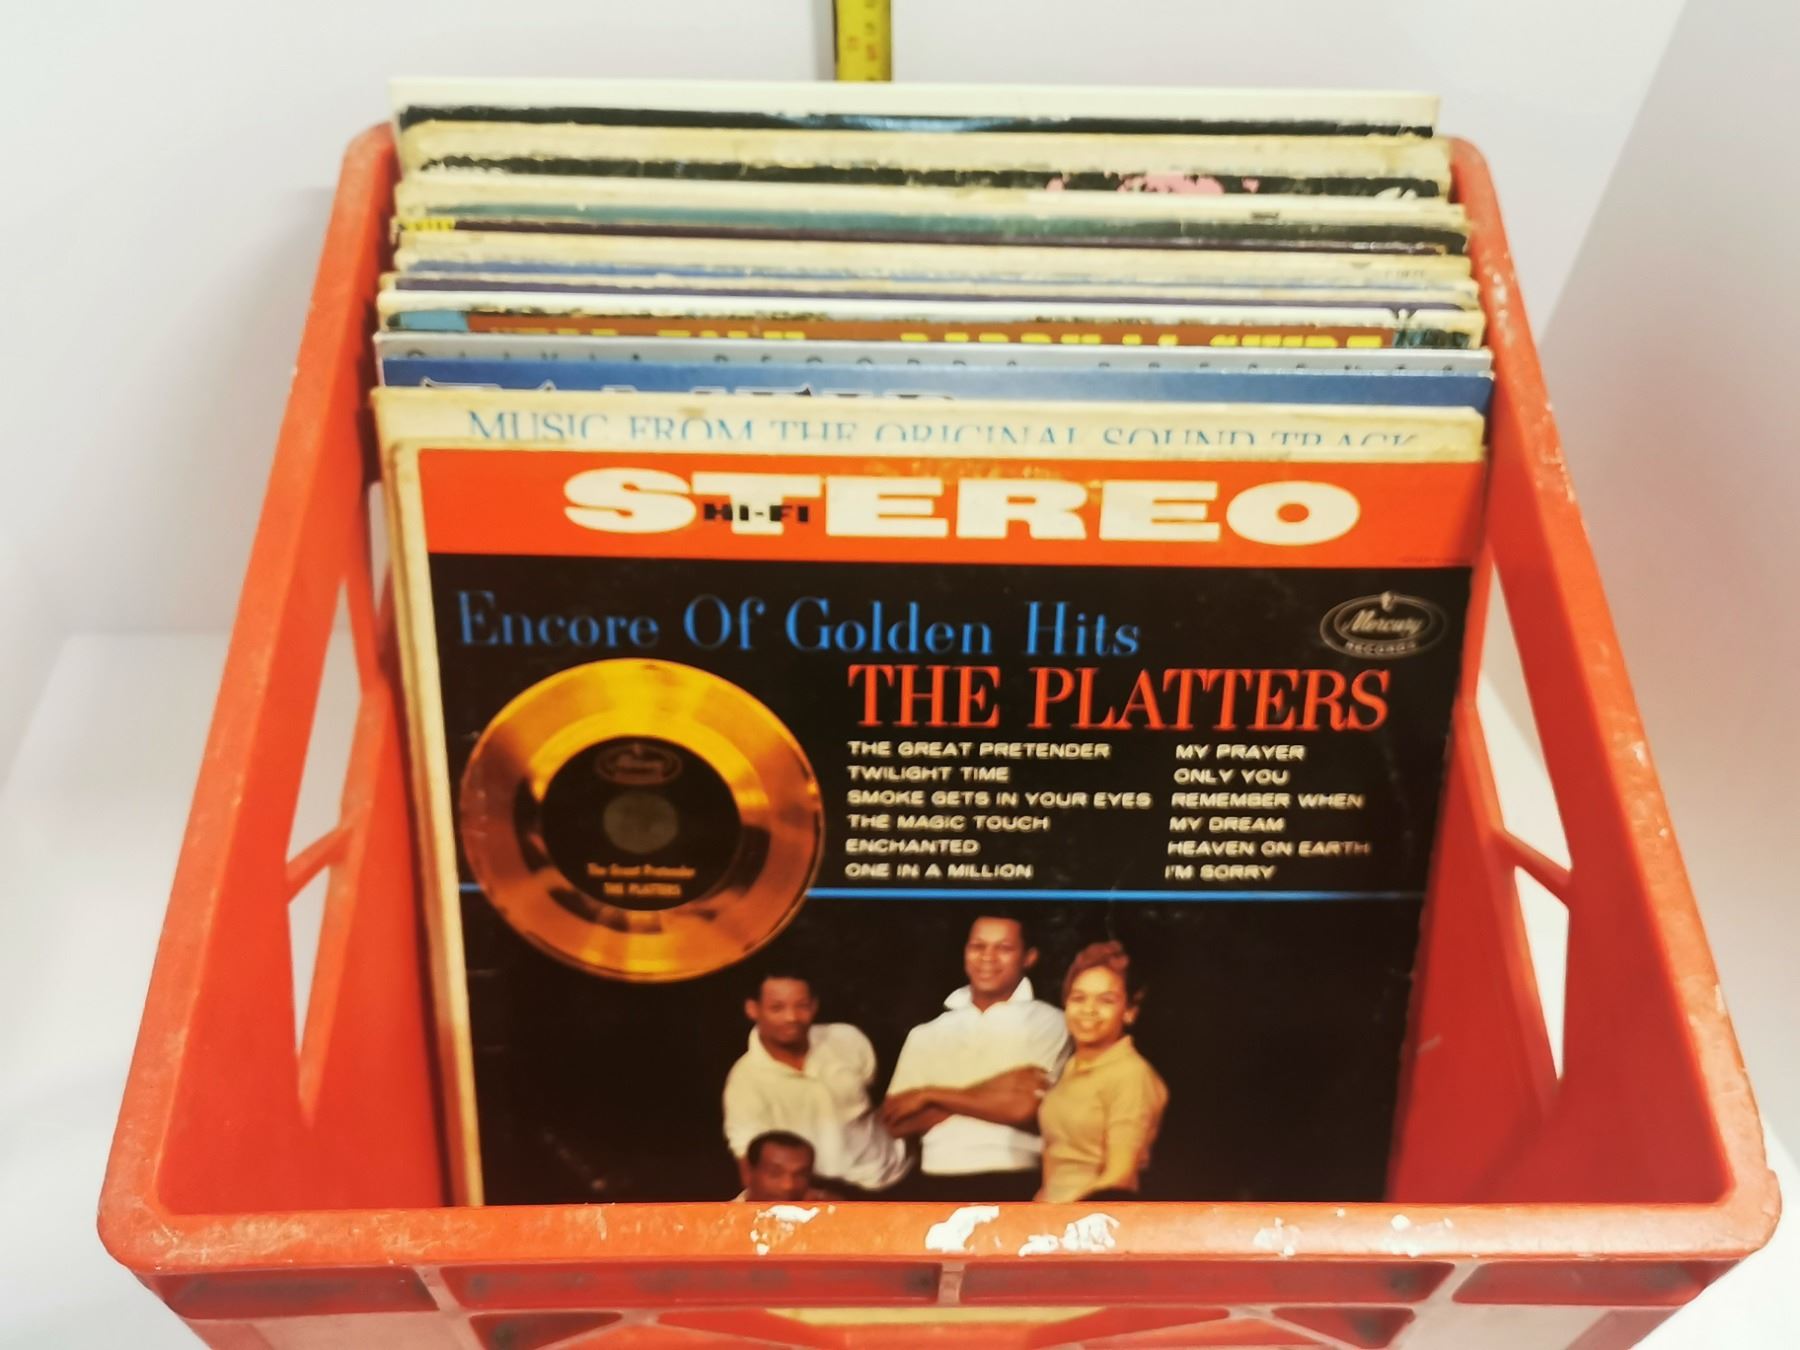 MUSIC FROM THE ORIGINAL SOUND TRACK
STEREO
HI-FI
Encore Of Golden Hits
Mercury
RECORDS
THE PLATTERS
THE GREAT PRETENDER
TWILIGHT TIME
SMOKE GETS IN YOUR EYES
THE MAGIC TOUCH
ENCHANTED
ONE IN A MILLION
MY PRAYER
ONLY YOU
REMEMBER WHEN
MY DREAM
HEAVEN ON EARTH
I'M SORRY
Mercury
The Great Pretender
THE PLATTERS